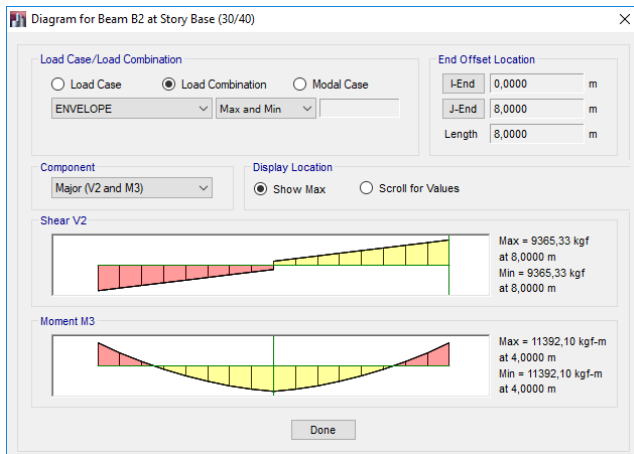 Diagram for Beam B2 at Story Base (30/40)
Load Case/Load Combination
Load Case Load Combination Modal Case
ENVELOPE Max and Min
End Offset Location
I-End 0,0000 m
J-End 8,0000 m
Length 8,0000 m
Component
Major (V2 and M3)
Display Location
Show Max Scroll for Values
Shear V2
Max = 9365,33 kgf
at 8,0000 m
Min = 9365,33 kgf
at 8,0000 m
Moment M3
Max = 11392,10 kgf-m
at 4,0000 m
Min = 11392,10 kgf-m
at 4,0000 m
Done